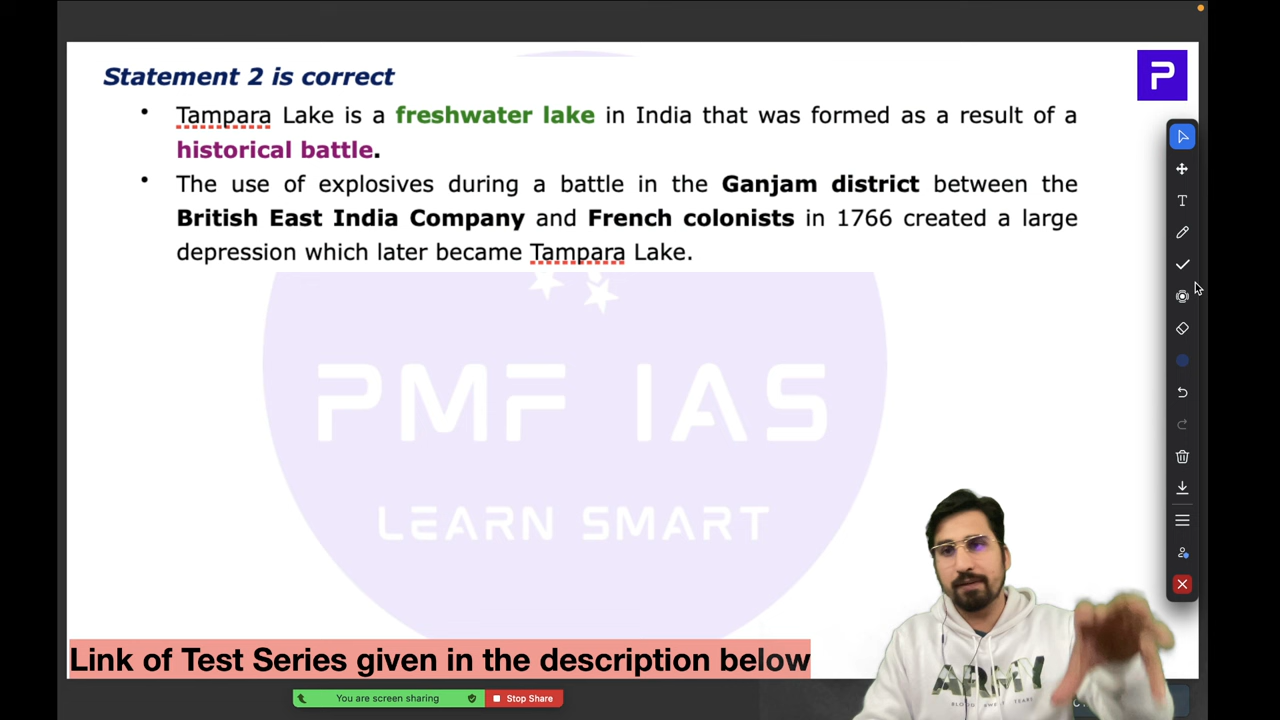 Statement 2 is correct
P
• Tampara Lake is a freshwater lake in India that was formed as a result of a
historical battle.
• The use of explosives during a battle in the Ganjam district between the
British East India Company and French colonists in 1766 created a large
depression which later became Tampara Lake.
PMF IAS
LEARN SMART
ARMY
Link of Test Series given in the description below
You are screen sharing
Stop Share